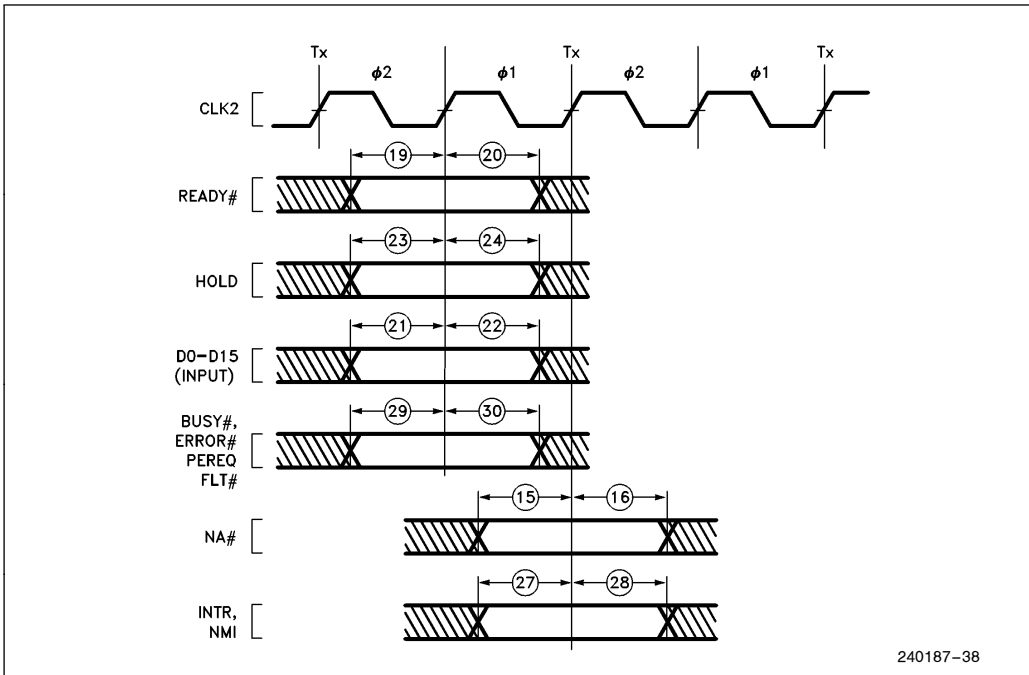 Tx Tx Tx
φ2 φ1 φ2 φ1
CLK2
19 20
READY#
23 24
HOLD
21 22
D0–D15
(INPUT)
29 30
BUSY#,
ERROR#
PEREQ
FLT#
15 16
NA#
27 28
INTR,
NMI
240187–38